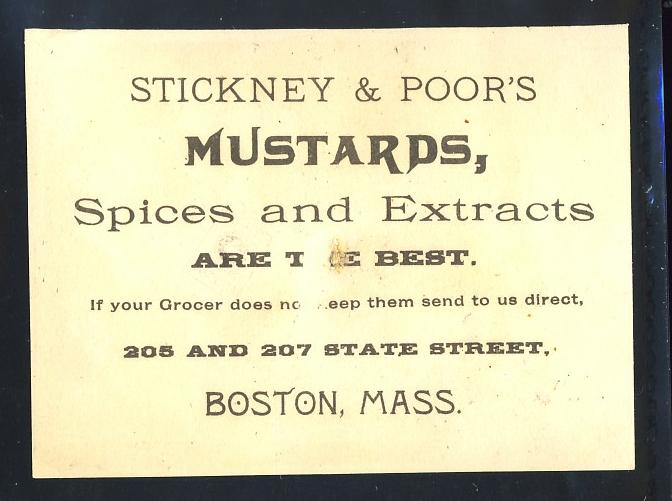 STICKNEY & POOR'S
MUSTARDS,
Spices and Extracts
ARE BEST.
If your Grocer does them send to us direct,
205 AND 207 STATE STREET,
BOSTON, MASS.